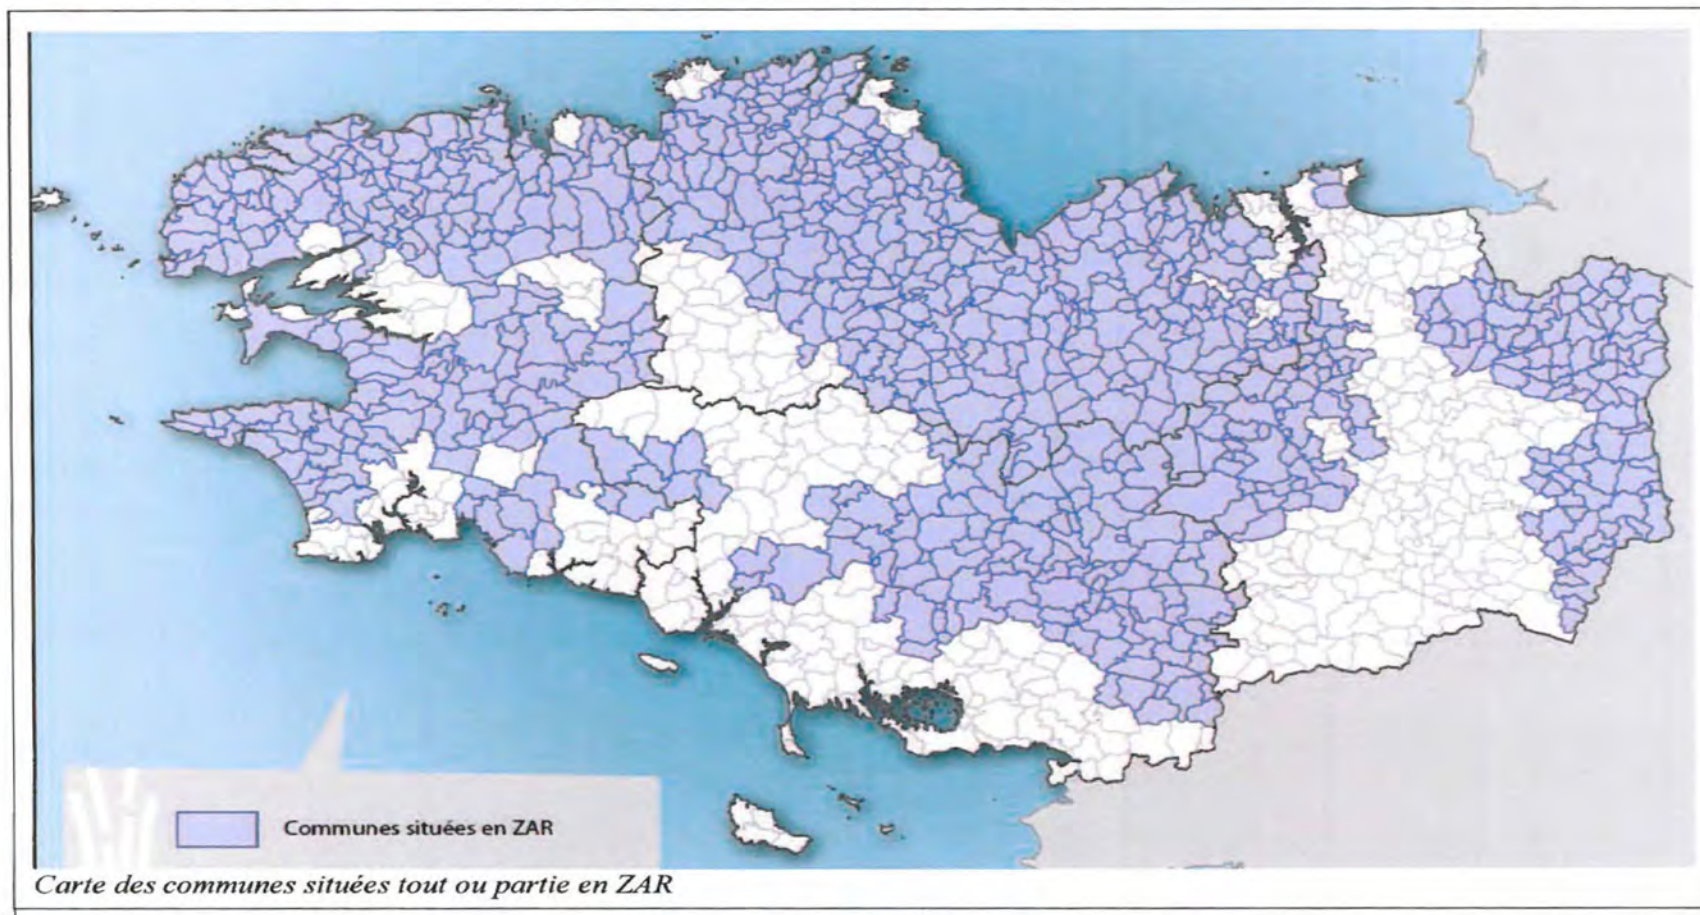 Communes situées en ZAR
Carte des communes situées tout ou partie en ZAR